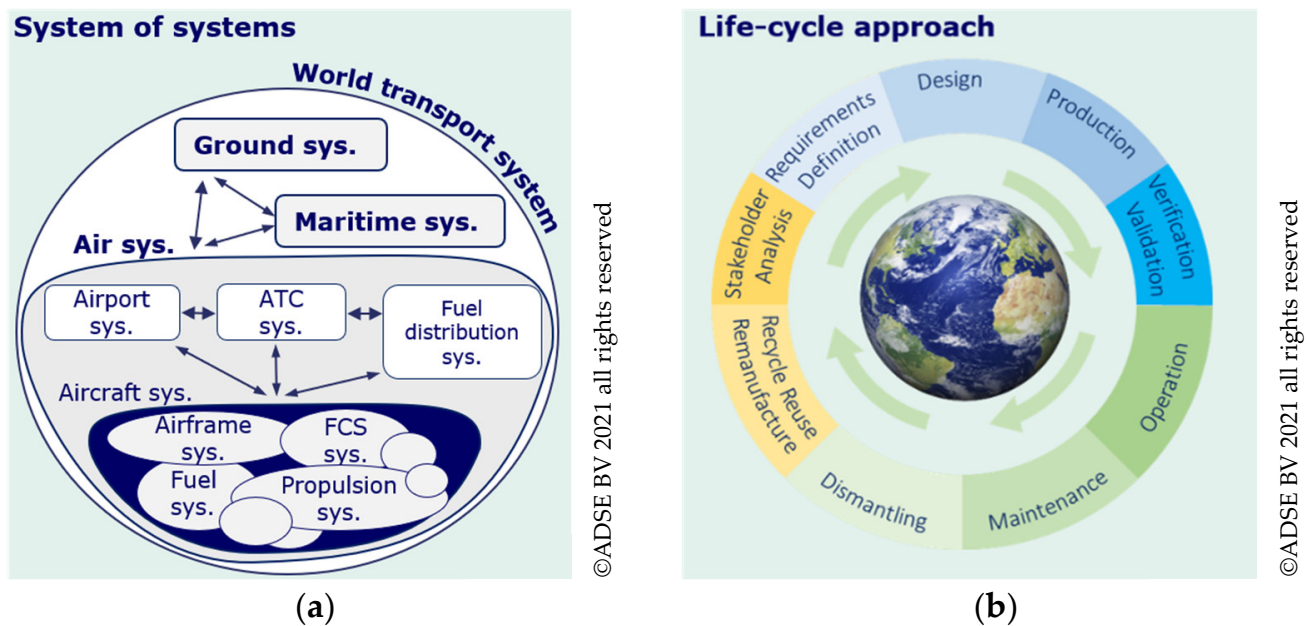 System of systems
World transport system
Ground sys.
Maritime sys.
Air sys.
Airport
sys.
ATC
sys.
Fuel
distribution
sys.
Aircraft sys.
Airframe
sys.
FCS
sys.
Fuel
sys.
Propulsion
sys.
©ADSE BV 2021 all rights reserved
(a)
Life-cycle approach
Design
Production
Verification
Validation
Operation
Maintenance
Dismantling
Recycle Reuse
Remanufacture
Stakeholder
Analysis
Requirements
Definition
©ADSE BV 2021 all rights reserved
(b)